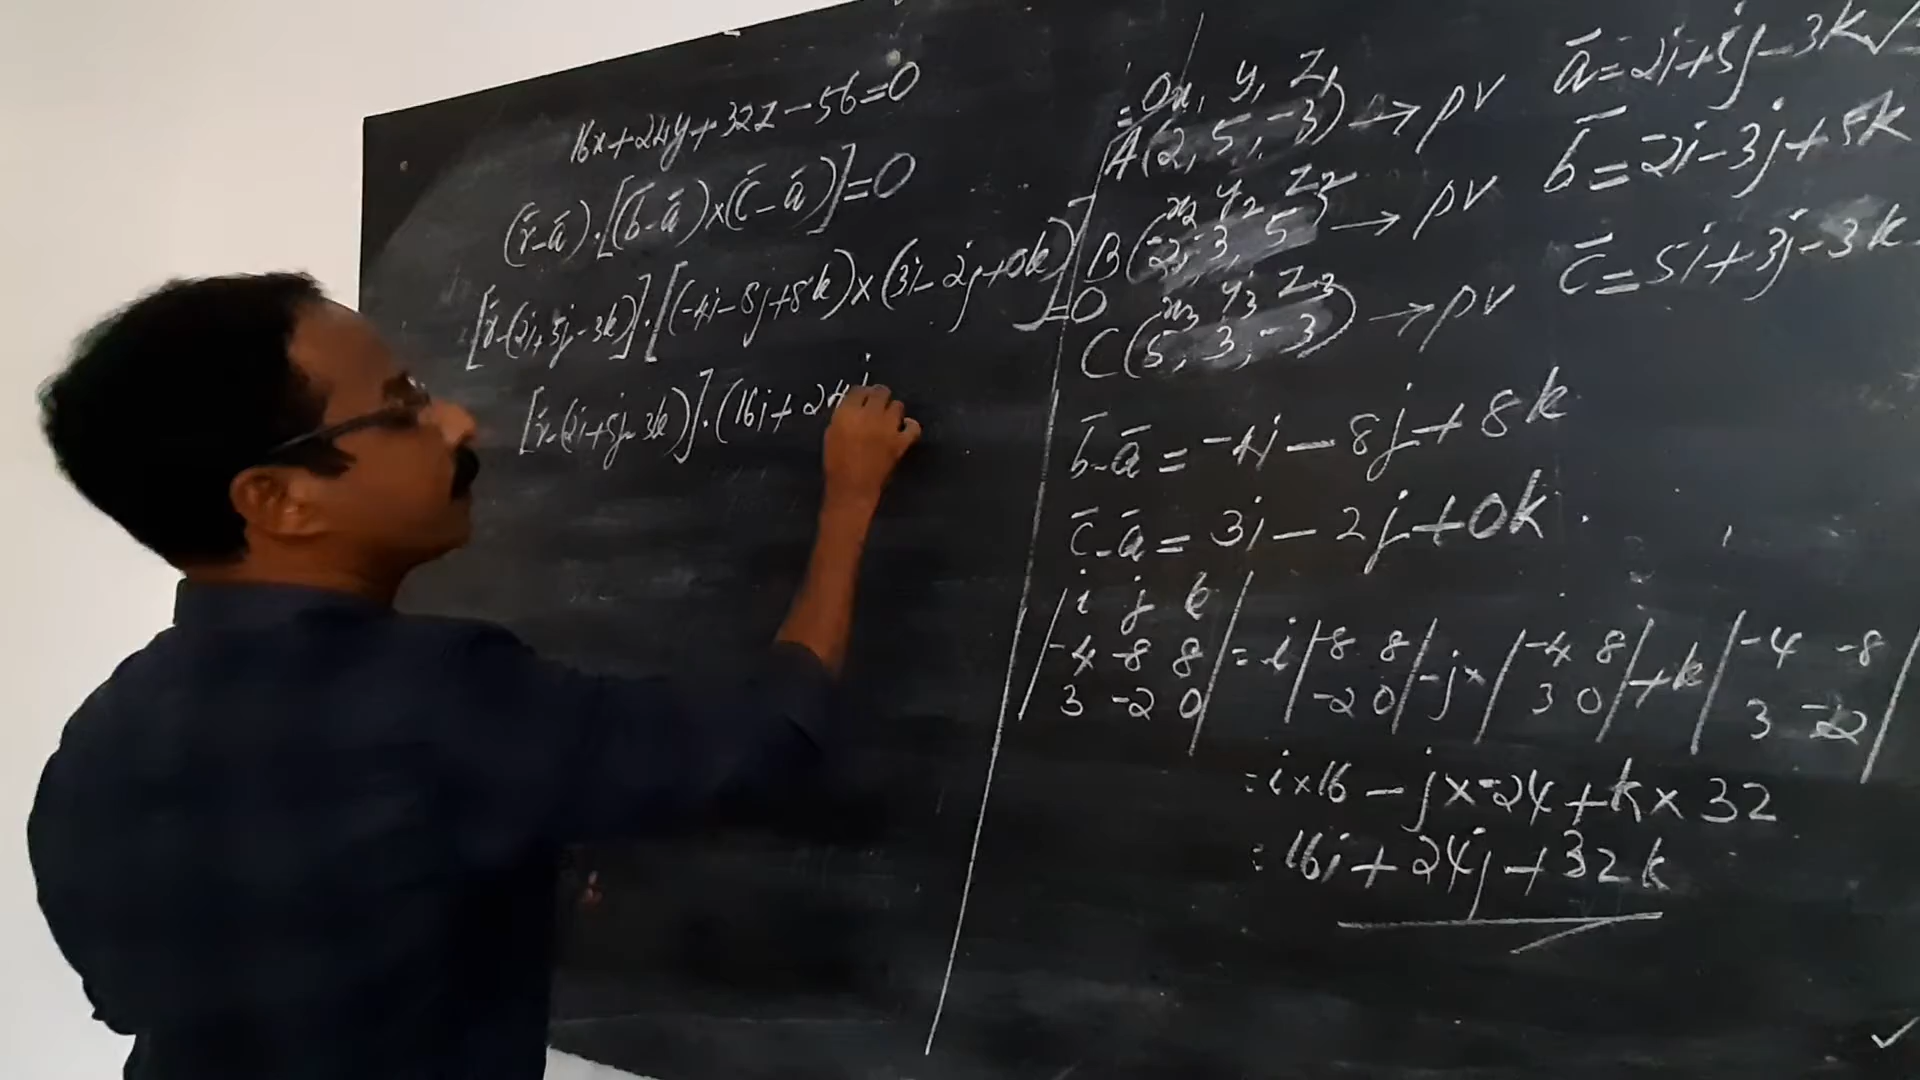 16x+24y+32z-56=0
(r̄-ā).[(b̄-ā)×(c̄-ā)]=0
[r̄-(2i+5j-3k)].[(-4i-8j+8k)×(3i-2j+0k)]
=0
[r̄-(2i+5j-3k)].(16i+24j
=0
x, y, z,
A(2, 5, -3) → pv ā=2i+5j-3k
x2 y2 z2
B(-2, -3, 5) → pv b̄=-2i-3j+5k
x3 y3 z3
C(5, 3, -3) → pv c̄=5i+3j-3k
b̄-ā = -4i-8j+8k
c̄-ā = 3i-2j+0k.
|i j k
-4 -8 8
3 -2 0| = i|-8 8
-2 0| -j×|-4 8
3 0| +k|-4 -8
3 -2|
=i×16 - j×-24 + k×32
=16i+24j+32k